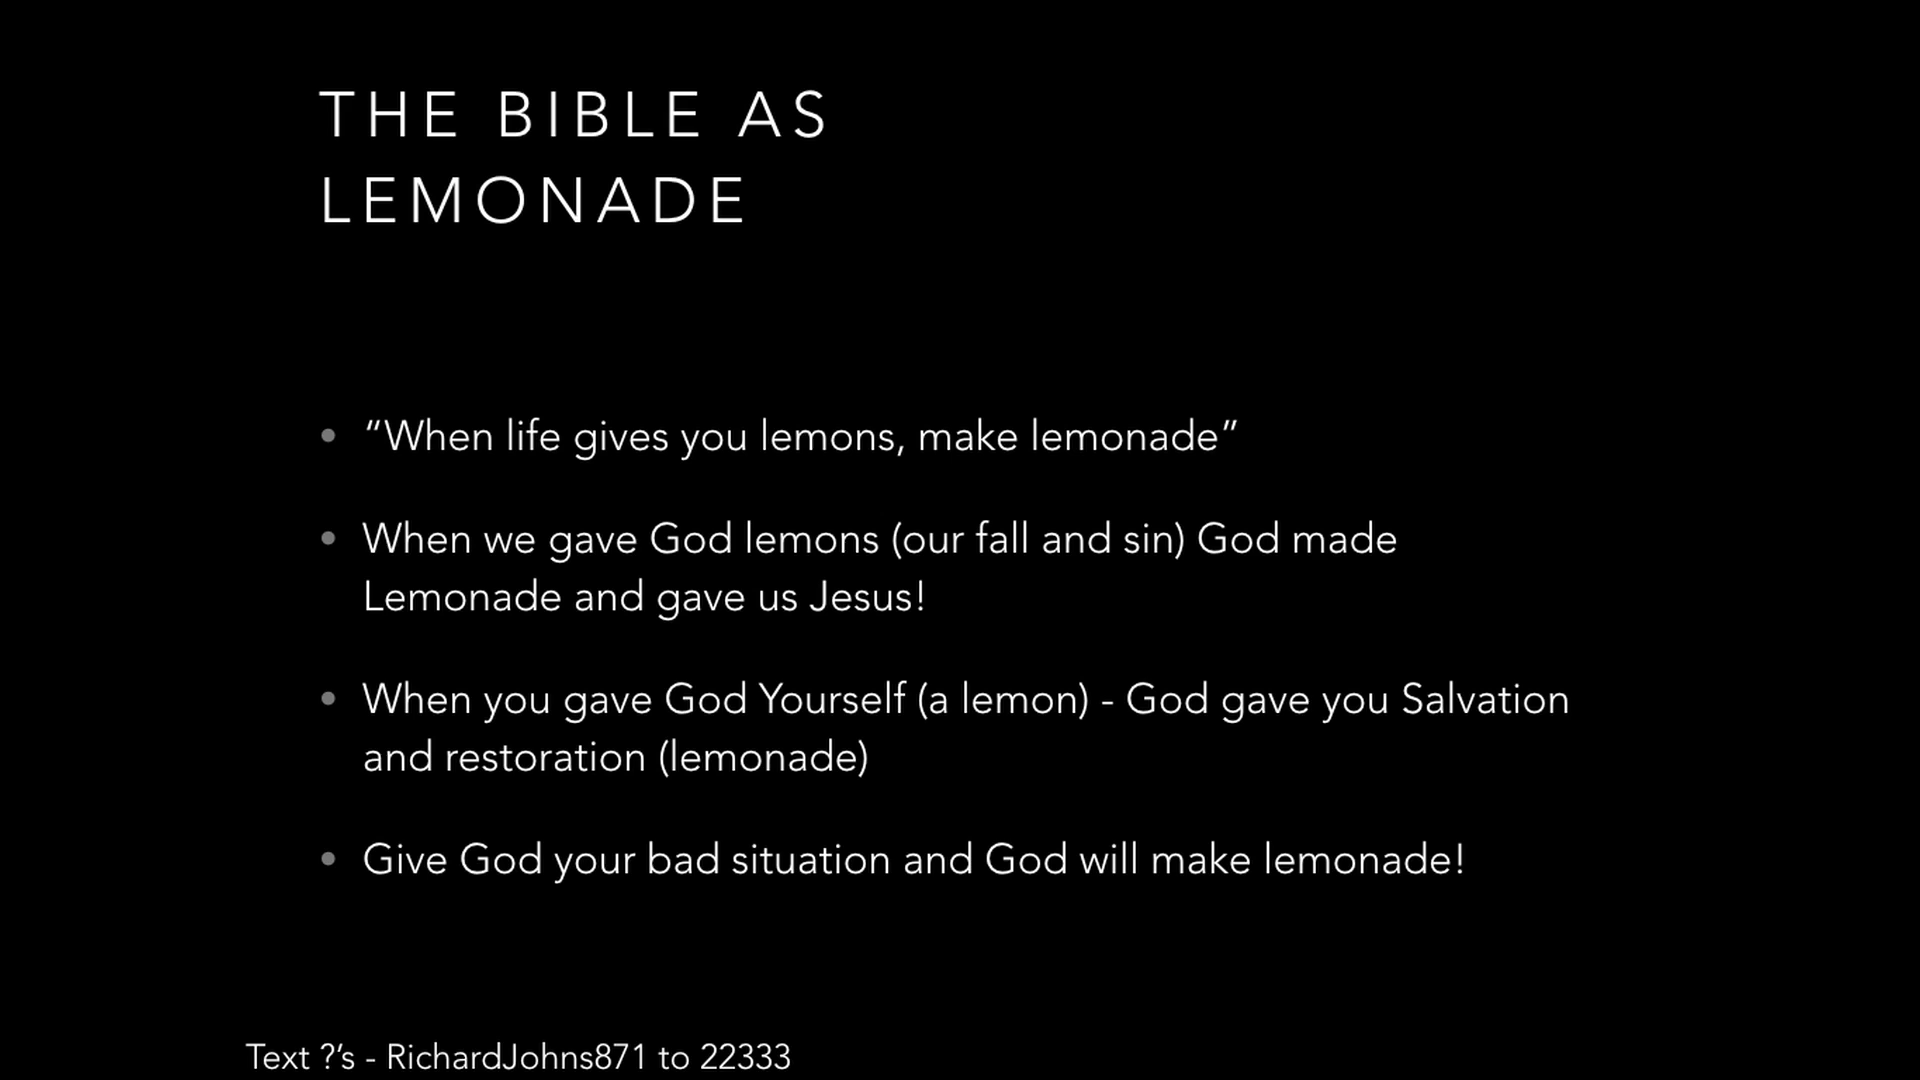 THE BIBLE AS
LEMONADE
• “When life gives you lemons, make lemonade”
• When we gave God lemons (our fall and sin) God made
Lemonade and gave us Jesus!
• When you gave God Yourself (a lemon) - God gave you Salvation
and restoration (lemonade)
• Give God your bad situation and God will make lemonade!
Text ?’s - RichardJohns871 to 22333